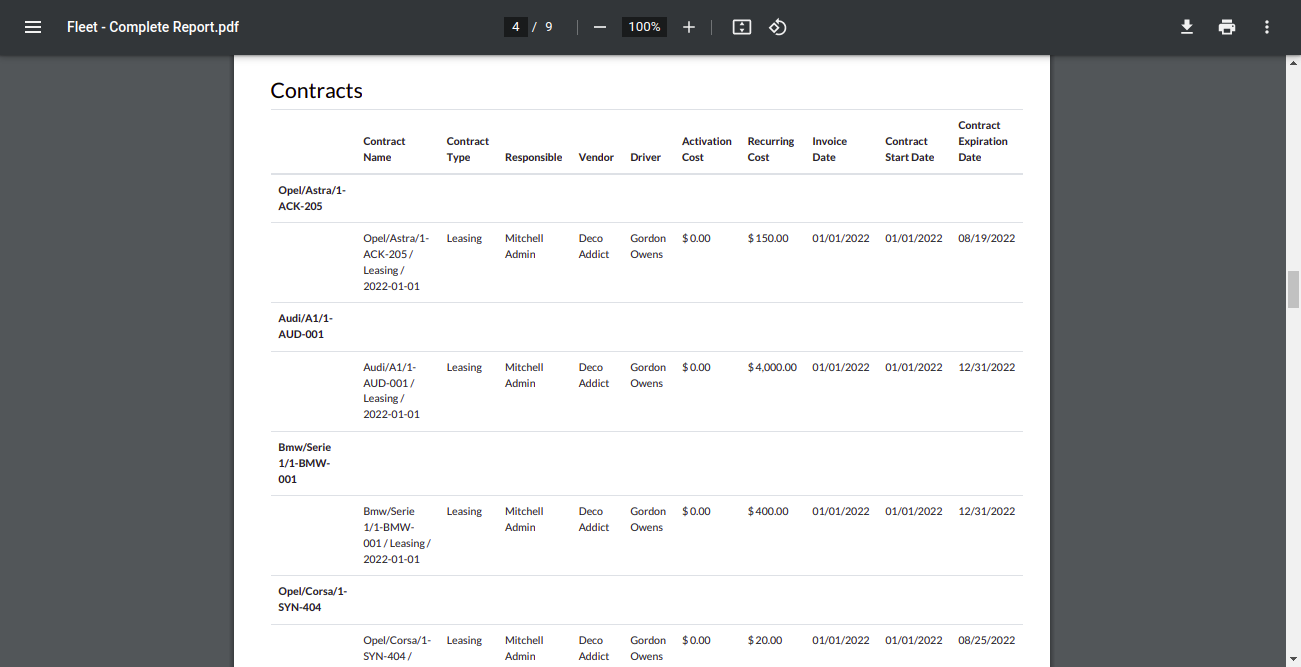 Fleet - Complete Report.pdf
4 / 9
100%
Contracts
Contract Name Contract Type Responsible Vendor Driver Activation Cost Recurring Cost Invoice Date Contract Start Date Contract Expiration Date
Opel/Astra/1-
ACK-205
Opel/Astra/1- Leasing Mitchell Deco Gordon $ 0.00 $ 150.00 01/01/2022 01/01/2022 08/19/2022
ACK-205 / Admin Addict Owens
Leasing /
2022-01-01
Audi/A1/1-
AUD-001
Audi/A1/1- Leasing Mitchell Deco Gordon $ 0.00 $ 4,000.00 01/01/2022 01/01/2022 12/31/2022
AUD-001 / Admin Addict Owens
Leasing /
2022-01-01
Bmw/Serie
1/1-BMW-
001
Bmw/Serie Leasing Mitchell Deco Gordon $ 0.00 $ 400.00 01/01/2022 01/01/2022 12/31/2022
1/1-BMW- Admin Addict Owens
001 / Leasing /
2022-01-01
Opel/Corsa/1-
SYN-404
Opel/Corsa/1- Leasing Mitchell Deco Gordon $ 0.00 $ 20.00 01/01/2022 01/01/2022 08/25/2022
SYN-404 / Admin Addict Owens